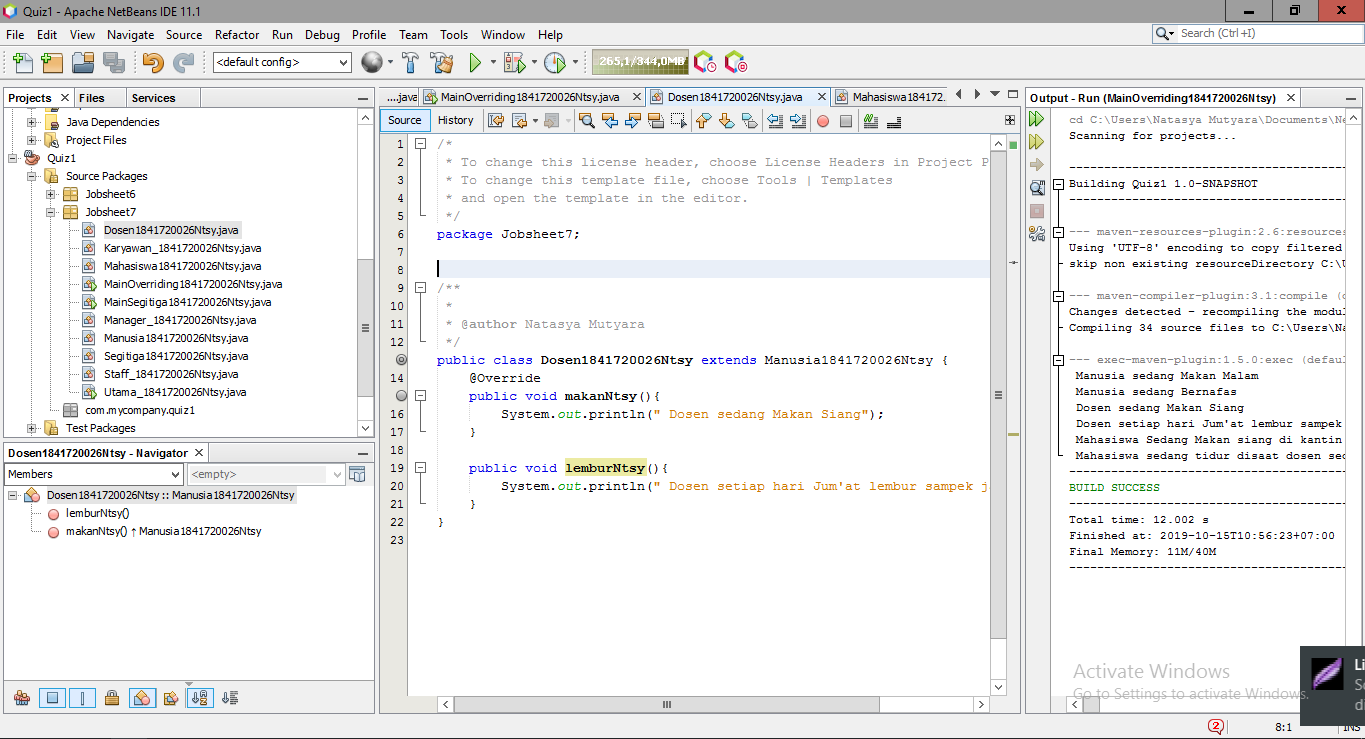 Quiz1 - Apache NetBeans IDE 11.1
File Edit View Navigate Source Refactor Run Debug Profile Team Tools Window Help
Search (Ctrl+I)
<default config>
265,1/344,0MB
Projects Files Services
Java Dependencies
Project Files
Quiz1
Source Packages
Jobsheet6
Jobsheet7
Dosen1841720026Ntsy.java
Karyawan_1841720026Ntsy.java
Mahasiswa1841720026Ntsy.java
MainOverriding1841720026Ntsy.java
MainSegitiga1841720026Ntsy.java
Manager_1841720026Ntsy.java
Manusia1841720026Ntsy.java
Segitiga1841720026Ntsy.java
Staff_1841720026Ntsy.java
Utama_1841720026Ntsy.java
com.mycompany.quiz1
Test Packages
Dosen1841720026Ntsy - Navigator
Members <empty>
Dosen1841720026Ntsy :: Manusia1841720026Ntsy
lemburNtsy()
makanNtsy() ↑ Manusia1841720026Ntsy
....java MainOverriding1841720026Ntsy.java Dosen1841720026Ntsy.java Mahasiswa184172.
Source History
1 /*
2 * To change this license header, choose License Headers in Project P
3 * To change this template file, choose Tools | Templates
4 * and open the template in the editor.
5 */
6 package Jobsheet7;
7
8
9 /**
10 *
11 * @author Natasya Mutyara
12 */
public class Dosen1841720026Ntsy extends Manusia1841720026Ntsy {
14 @Override
public void makanNtsy(){
16 System.out.println(" Dosen sedang Makan Siang");
17 }
18
19 public void lemburNtsy(){
20 System.out.println(" Dosen setiap hari Jum'at lembur sampek j
21 }
22 }
23
Output - Run (MainOverriding1841720026Ntsy)
cd C:\Users\Natasya Mutyara\Documents\Ne
Scanning for projects...
Building Quiz1 1.0-SNAPSHOT
--- maven-resources-plugin:2.6:resources
Using 'UTF-8' encoding to copy filtered
skip non existing resourceDirectory C:\U
--- maven-compiler-plugin:3.1:compile (d
Changes detected - recompiling the modul
Compiling 34 source files to C:\Users\Na
--- exec-maven-plugin:1.5.0:exec (defaul
Manusia sedang Makan Malam
Manusia sedang Bernafas
Dosen sedang Makan Siang
Dosen setiap hari Jum'at lembur sampek
Mahasiswa Sedang Makan siang di kantin
Mahasiswa sedang tidur disaat dosen sed
BUILD SUCCESS
Total time: 12.002 s
Finished at: 2019-10-15T10:56:23+07:00
Final Memory: 11M/40M
Activate Windows
Go to Settings to activate Windows.
Li
di
2
8:1 INS